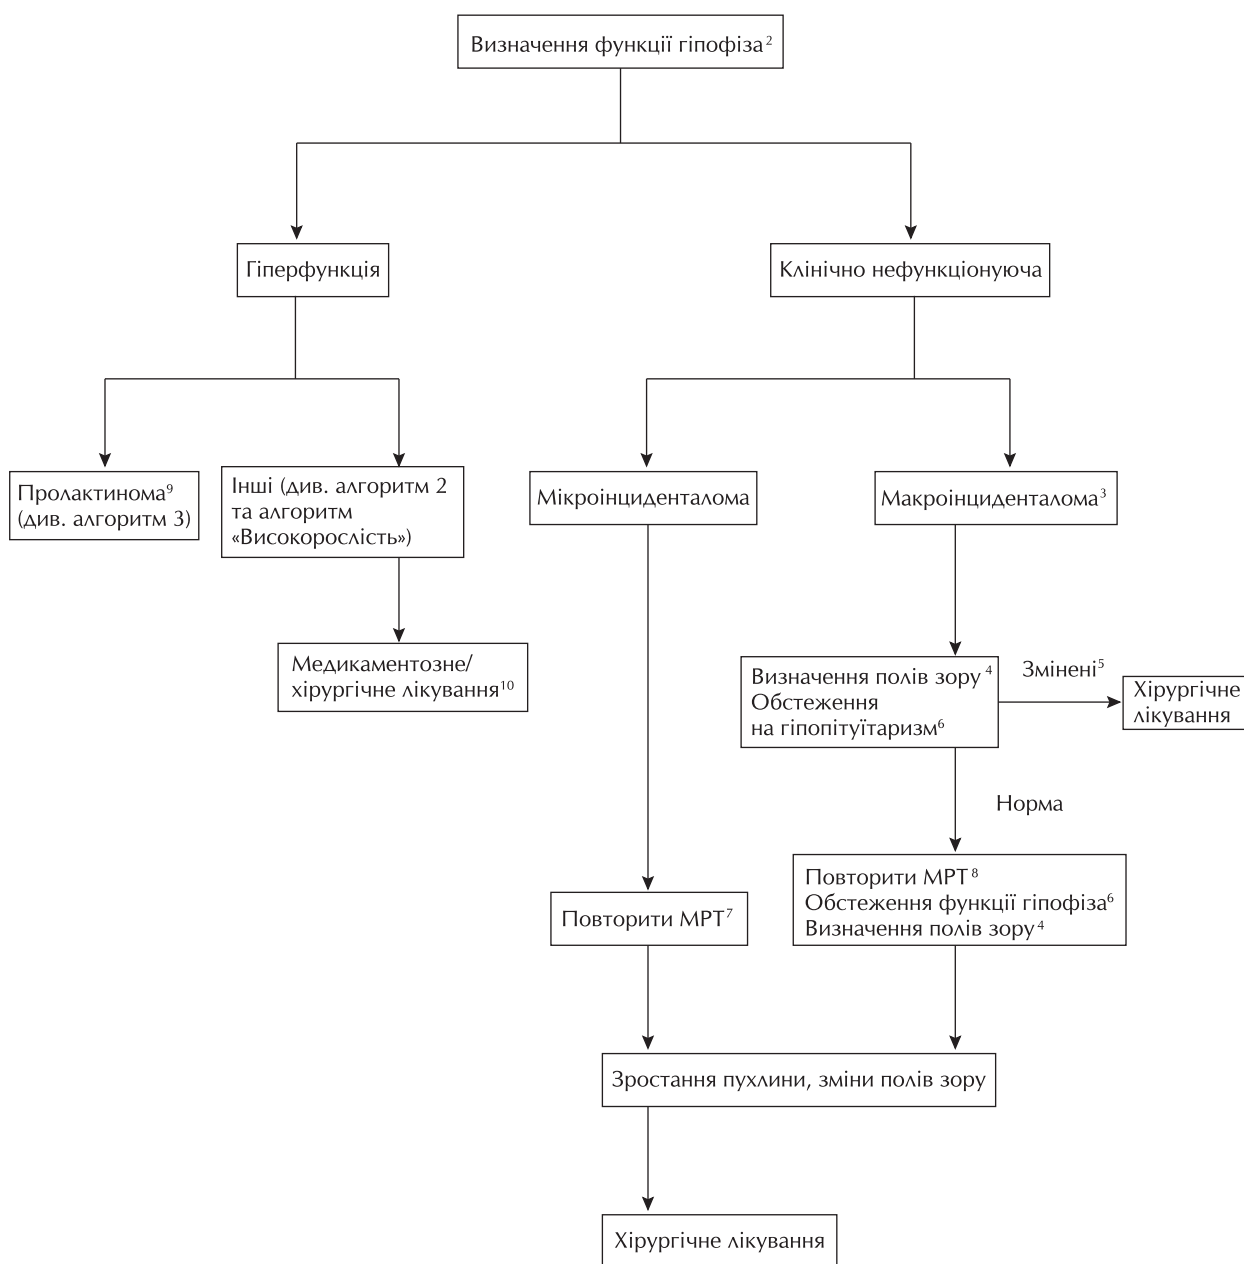 Визначення функції гіпофіза²
Гіперфункція
Клінічно нефункціонуюча
Пролактинома⁹
(див. алгоритм 3)
Інші (див. алгоритм 2
та алгоритм
«Високорослість»)
Мікроінциденталома
Макроінциденталома³
Медикаментозне/
хірургічне лікування¹⁰
Визначення полів зору⁴
Обстеження
на гіпопітуїтаризм⁶
Змінені⁵
Хірургічне
лікування
Норма
Повторити МРТ⁷
Повторити МРТ⁸
Обстеження функції гіпофіза⁶
Визначення полів зору⁴
Зростання пухлини, зміни полів зору
Хірургічне лікування